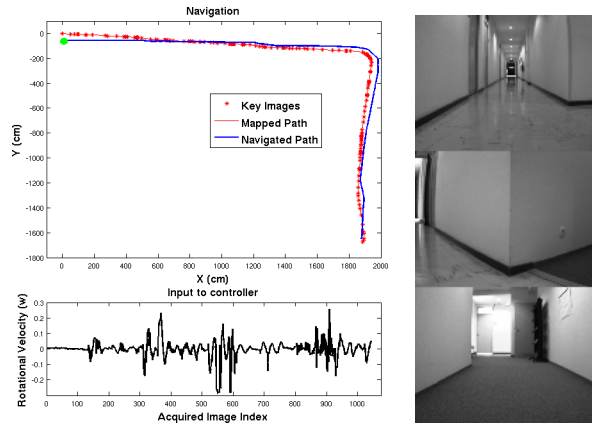 Navigation
100
0
-200
-400
-600
-800
-1000
-1200
-1400
-1600
-1800
Y (cm)
Key Images
Mapped Path
Navigated Path
0 200 400 600 800 1000 1200 1400 1600 1800 2000
X (cm)
Input to controller
0.3
0.2
0.1
0
-0.1
-0.2
Rotational Velocity (w)
0 100 200 300 400 500 600 700 800 900 1000
Acquired Image Index